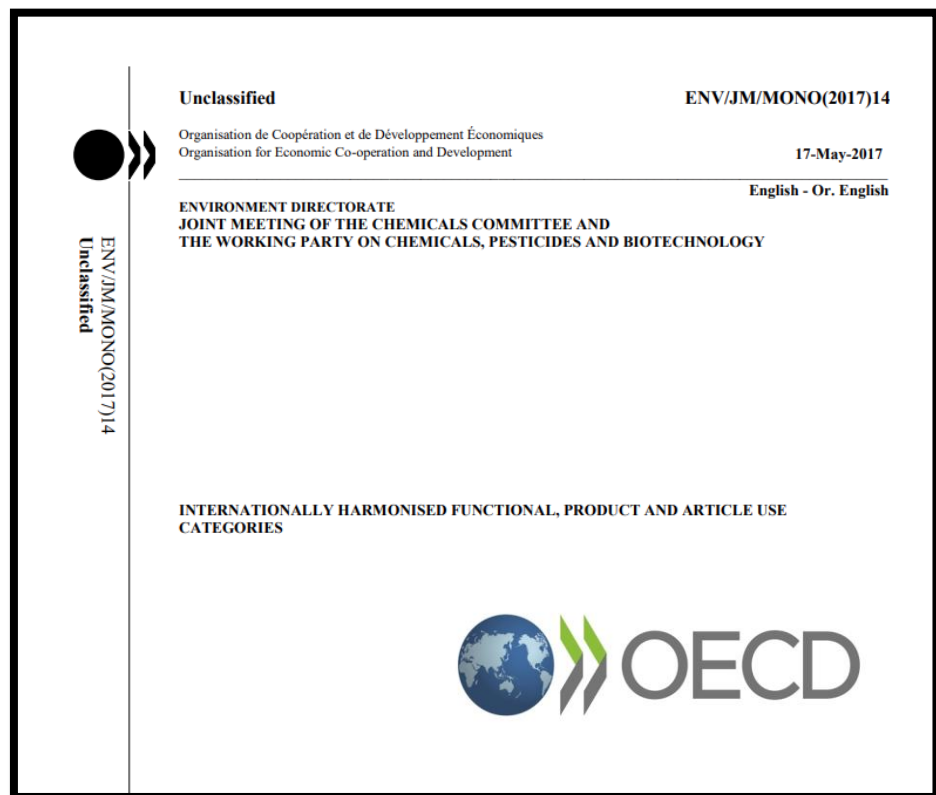 Unclassified
ENV/JM/MONO(2017)14
Organisation de Coopération et de Développement Économiques
Organisation for Economic Co-operation and Development
17-May-2017
English - Or. English
ENVIRONMENT DIRECTORATE
JOINT MEETING OF THE CHEMICALS COMMITTEE AND
THE WORKING PARTY ON CHEMICALS, PESTICIDES AND BIOTECHNOLOGY
ENV/JM/MONO(2017)14
Unclassified
INTERNATIONALLY HARMONISED FUNCTIONAL, PRODUCT AND ARTICLE USE
CATEGORIES
OECD